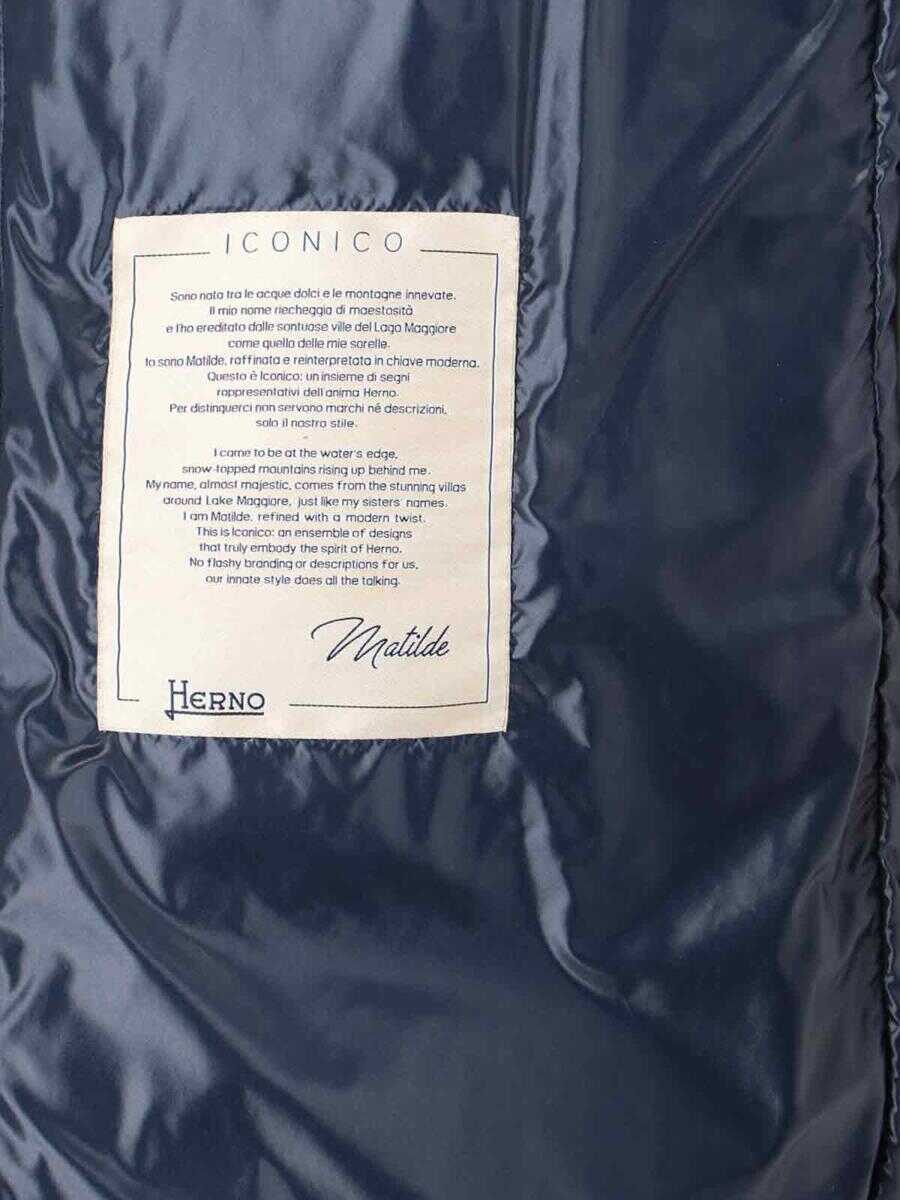 ICONICO
Sono nata tra le acque dolci e le montagne innevate.
Il mio nome riecheggia di maestosità
e l'ho ereditato dalle sontuose ville del Lago Maggiore
come quello delle mie sorelle.
Io sono Matilde, raffinata e reinterpretata in chiave moderna.
Questo è Iconico: un insieme di segni
rappresentativi dell'anima Herno.
Per distinguerci non servono marchi né descrizioni,
solo il nostro stile.
I came to be at the water's edge,
snow-topped mountains rising up behind me.
My name, almost majestic, comes from the stunning villas
around Lake Maggiore, just like my sisters' names.
I am Matilde, refined with a modern twist.
This is Iconico: an ensemble of designs
that truly embody the spirit of Herno.
No flashy branding or descriptions for us,
our innate style does all the talking.
Matilde
HERNO